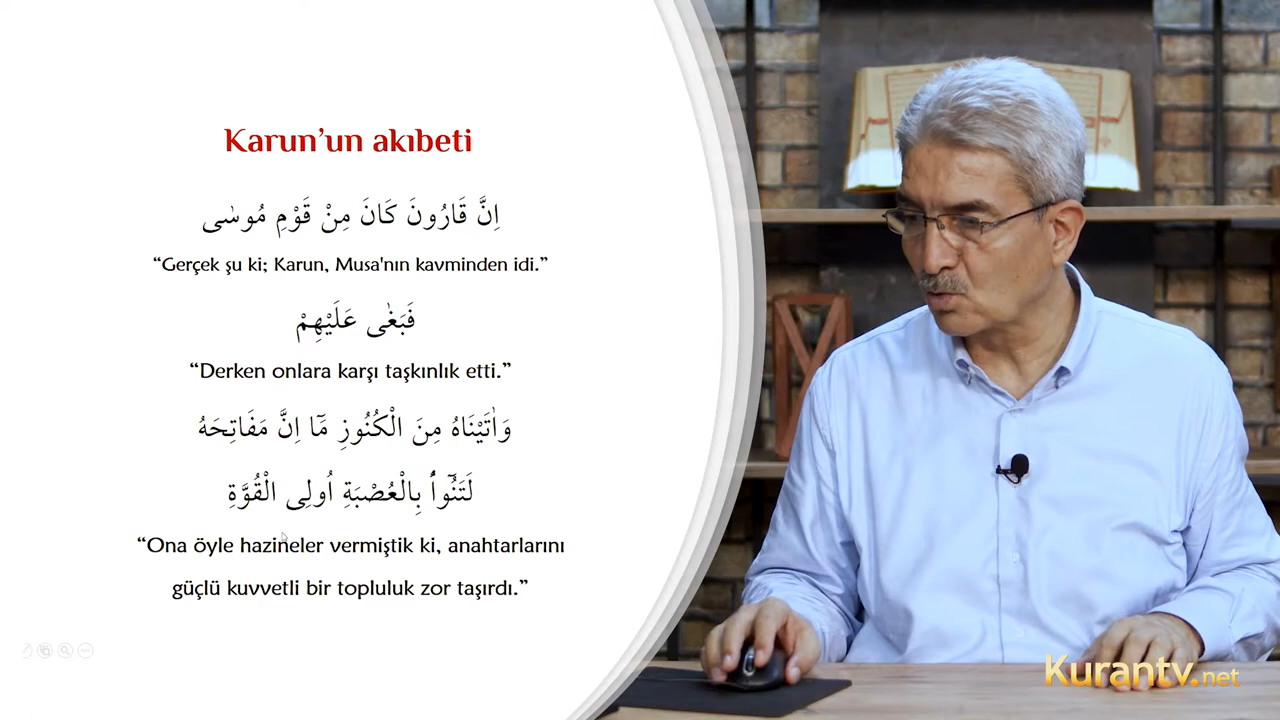 Karun’un akıbeti
اِنَّ قَارُونَ كَانَ مِنْ قَوْمِ مُوسٰى
“Gerçek şu ki; Karun, Musa'nın kavminden idi.”
فَبَغٰى عَلَيْهِمْ
“Derken onlara karşı taşkınlık etti.”
وَاٰتَيْنَاهُ مِنَ الْكُنُوزِ مَٓا اِنَّ مَفَاتِحَهُ
لَتَنُٓواُ بِالْعُصْبَةِ اُولِى الْقُوَّةِ
“Ona öyle hazineler vermiştik ki, anahtarlarını
güçlü kuvvetli bir topluluk zor taşırdı.”
Kurantv.net